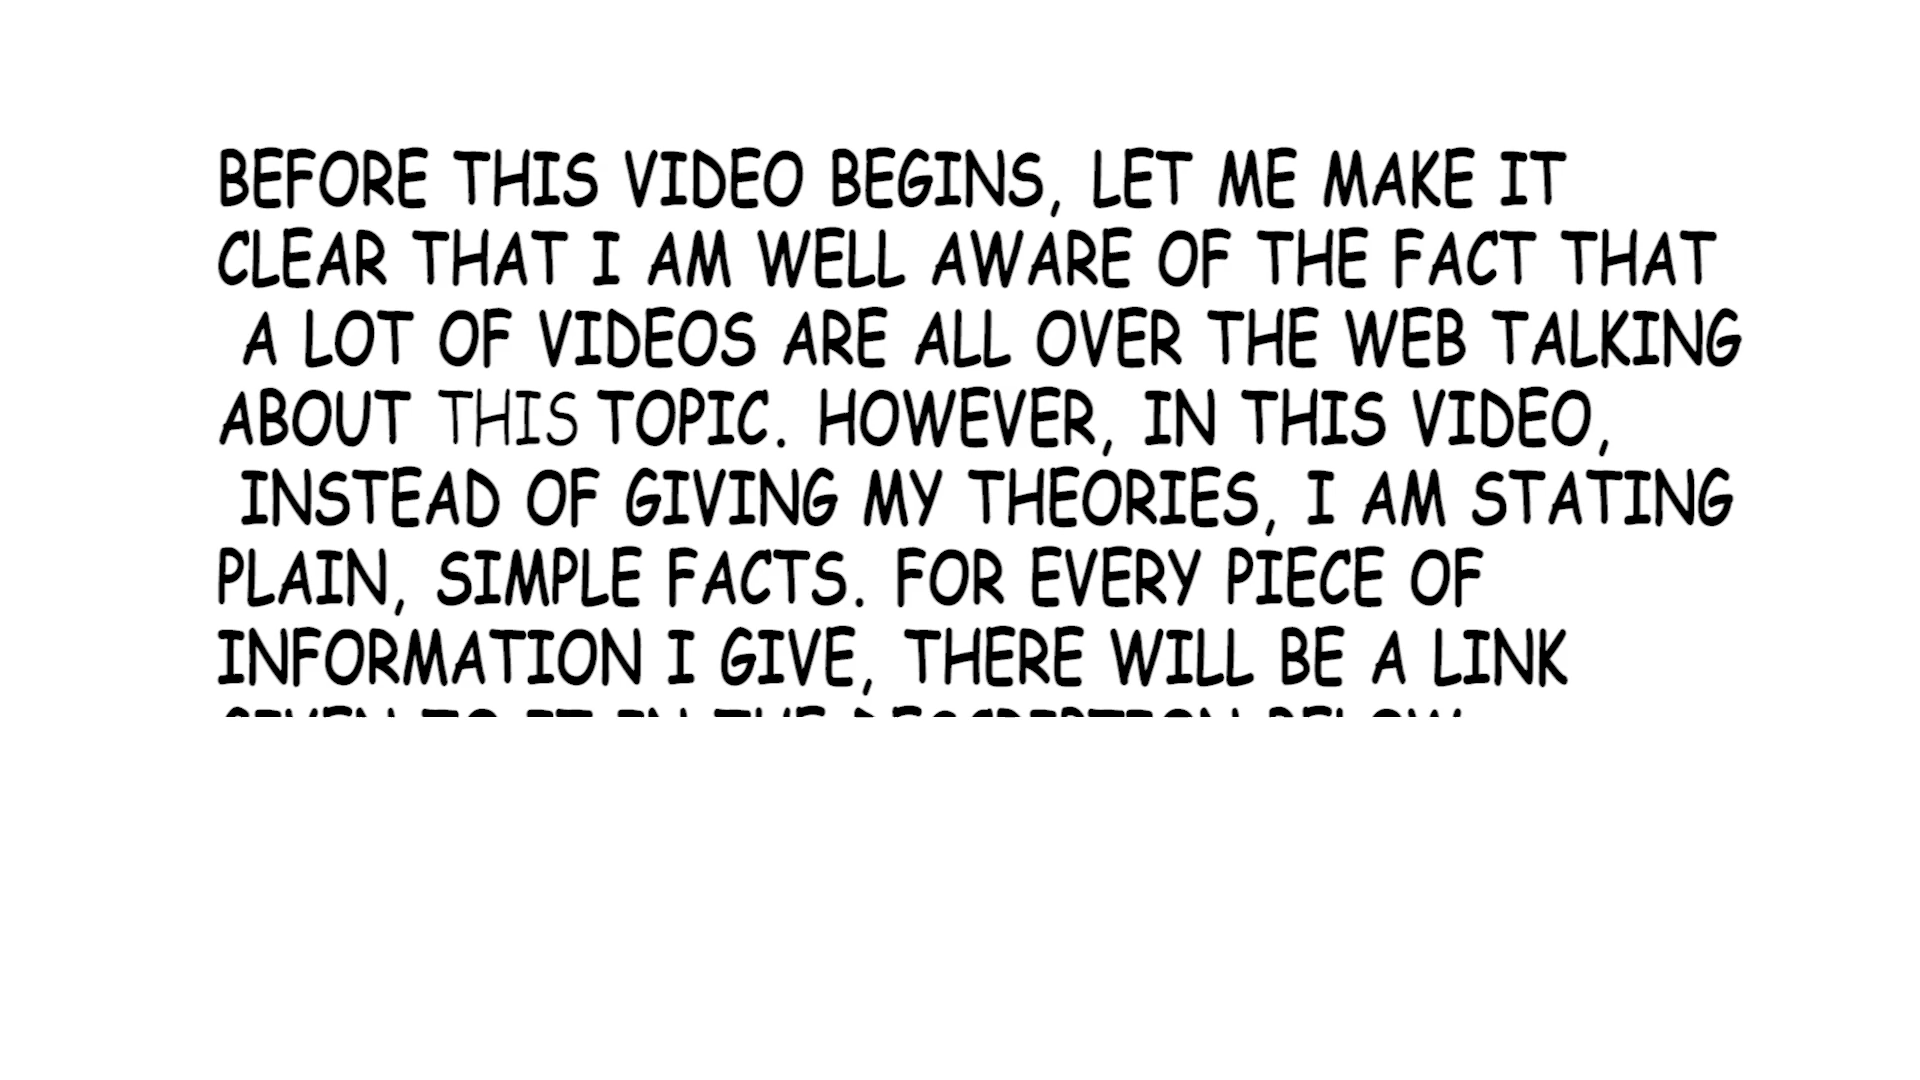 BEFORE THIS VIDEO BEGINS, LET ME MAKE IT
CLEAR THAT I AM WELL AWARE OF THE FACT THAT
A LOT OF VIDEOS ARE ALL OVER THE WEB TALKING
ABOUT THIS TOPIC. HOWEVER, IN THIS VIDEO,
INSTEAD OF GIVING MY THEORIES, I AM STATING
PLAIN, SIMPLE FACTS. FOR EVERY PIECE OF
INFORMATION I GIVE, THERE WILL BE A LINK